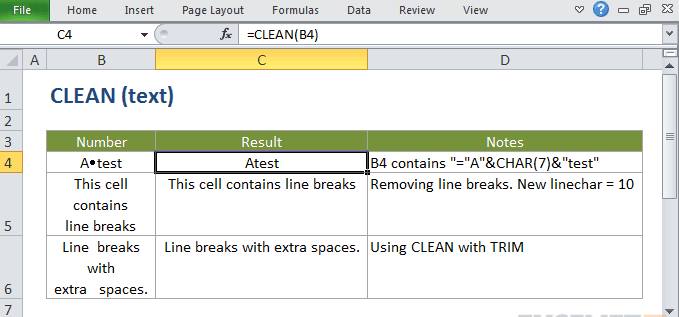 File Home Insert Page Layout Formulas Data Review View
C4 fx =CLEAN(B4)
A B C D
1 CLEAN (text)
2
3 Number Result Notes
4 A•test Atest B4 contains "="A"&CHAR(7)&"test"
This cell This cell contains line breaks Removing line breaks. New linechar = 10
contains
5 line breaks
Line breaks Line breaks with extra spaces. Using CLEAN with TRIM
with
6 extra spaces.
7